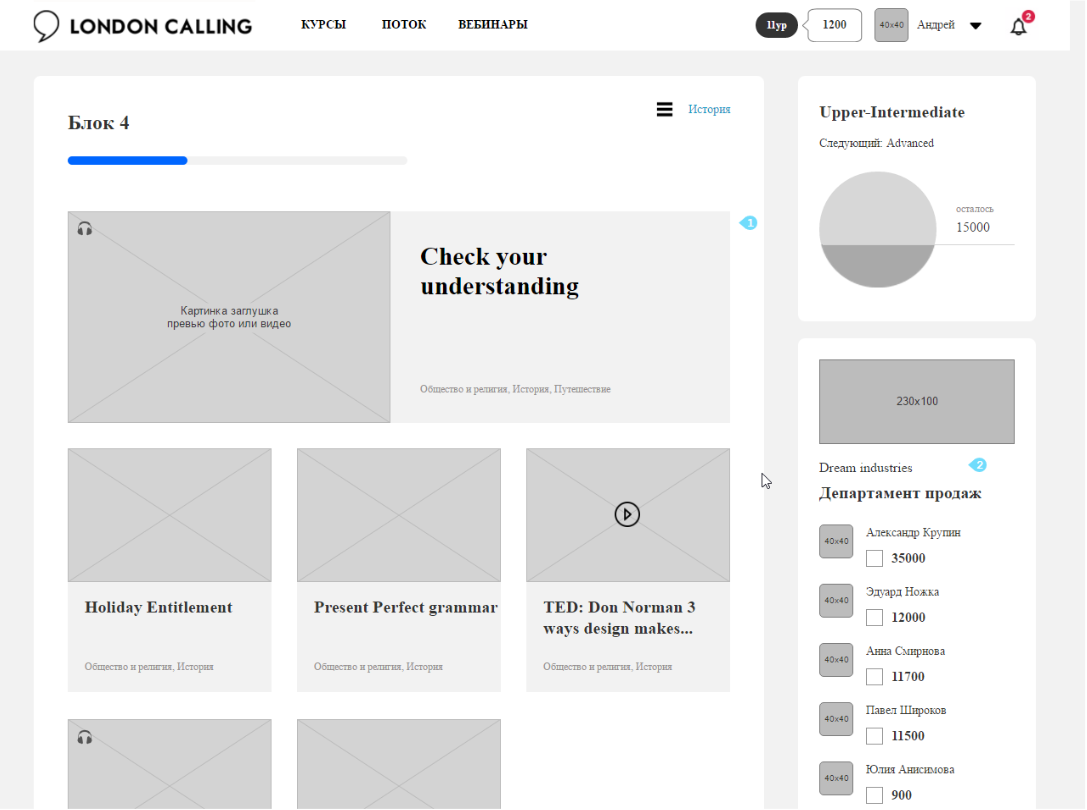 LONDON CALLING
КУРСЫ
ПОТОК
ВЕБИНАРЫ
11ур
1200
40x40
Андрей
2
Блок 4
История
Картинка заглушка
превью фото или видео
Check your
understanding
Общество и религия, История, Путешествие
1
Holiday Entitlement
Общество и религия, История
Present Perfect grammar
Общество и религия, История
TED: Don Norman 3
ways design makes...
Общество и религия, История
Upper-Intermediate
Следующий: Advanced
осталось
15000
230x100
Dream industries
2
Департамент продаж
40x40
Александр Крупин
35000
40x40
Эдуард Ножка
12000
40x40
Анна Смирнова
11700
40x40
Павел Широков
11500
40x40
Юлия Анисимова
900